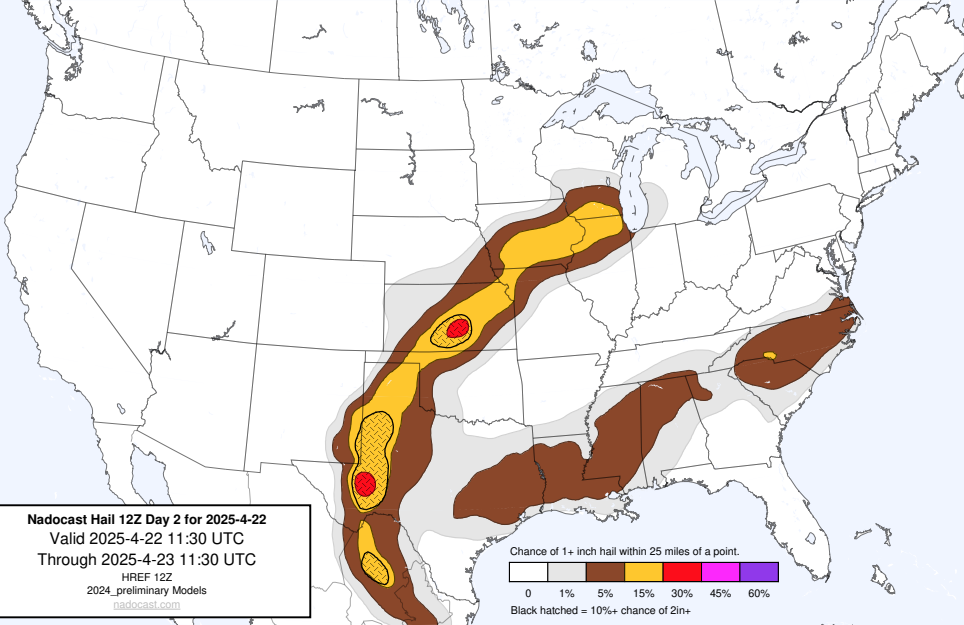 Nadocast Hail 12Z Day 2 for 2025-4-22
Valid 2025-4-22 11:30 UTC
Through 2025-4-23 11:30 UTC
HREF 12Z
2024_preliminary Models
nadocast.com
Chance of 1+ inch hail within 25 miles of a point.
0 1% 5% 15% 30% 45% 60%
Black hatched = 10%+ chance of 2in+